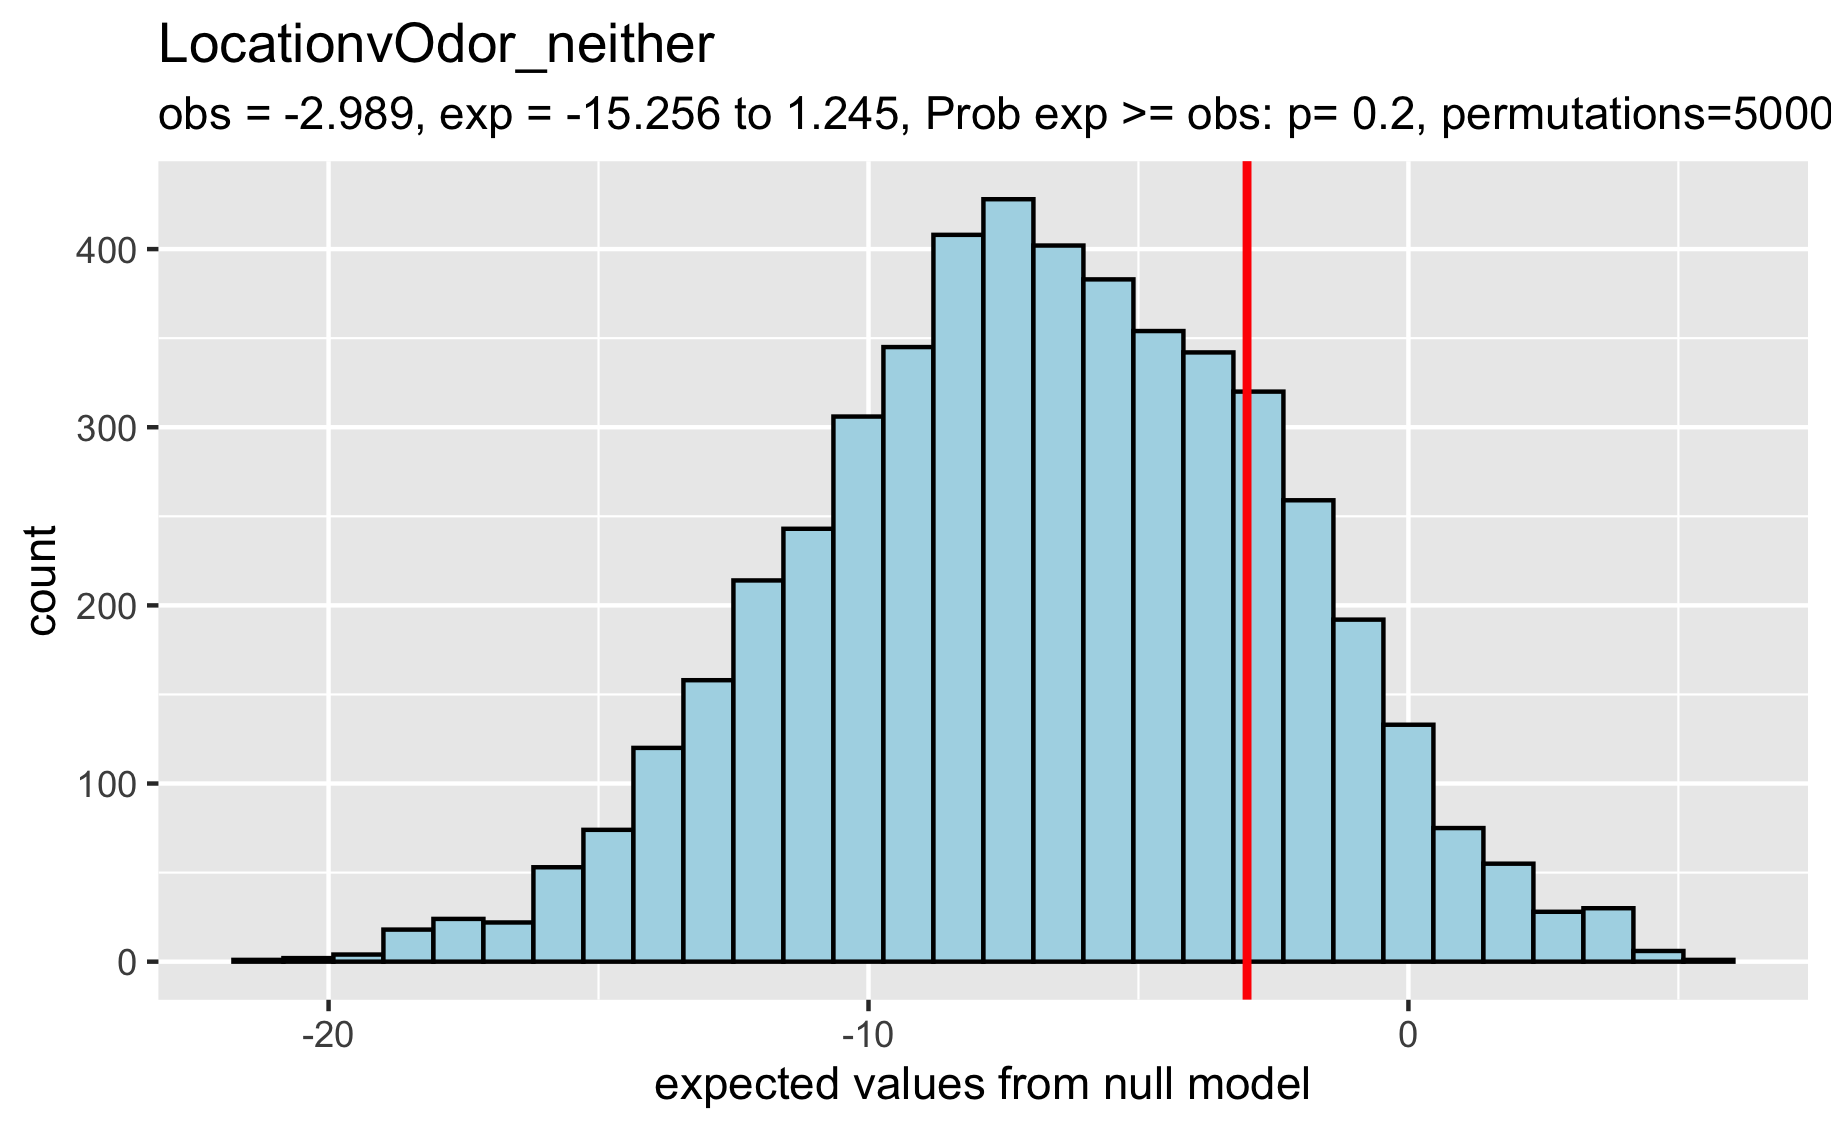 LocationvOdor_neither
obs = -2.989, exp = -15.256 to 1.245, Prob exp >= obs: p= 0.2, permutations=5000
400
300
200
100
0
count
-20
-10
0
expected values from null model